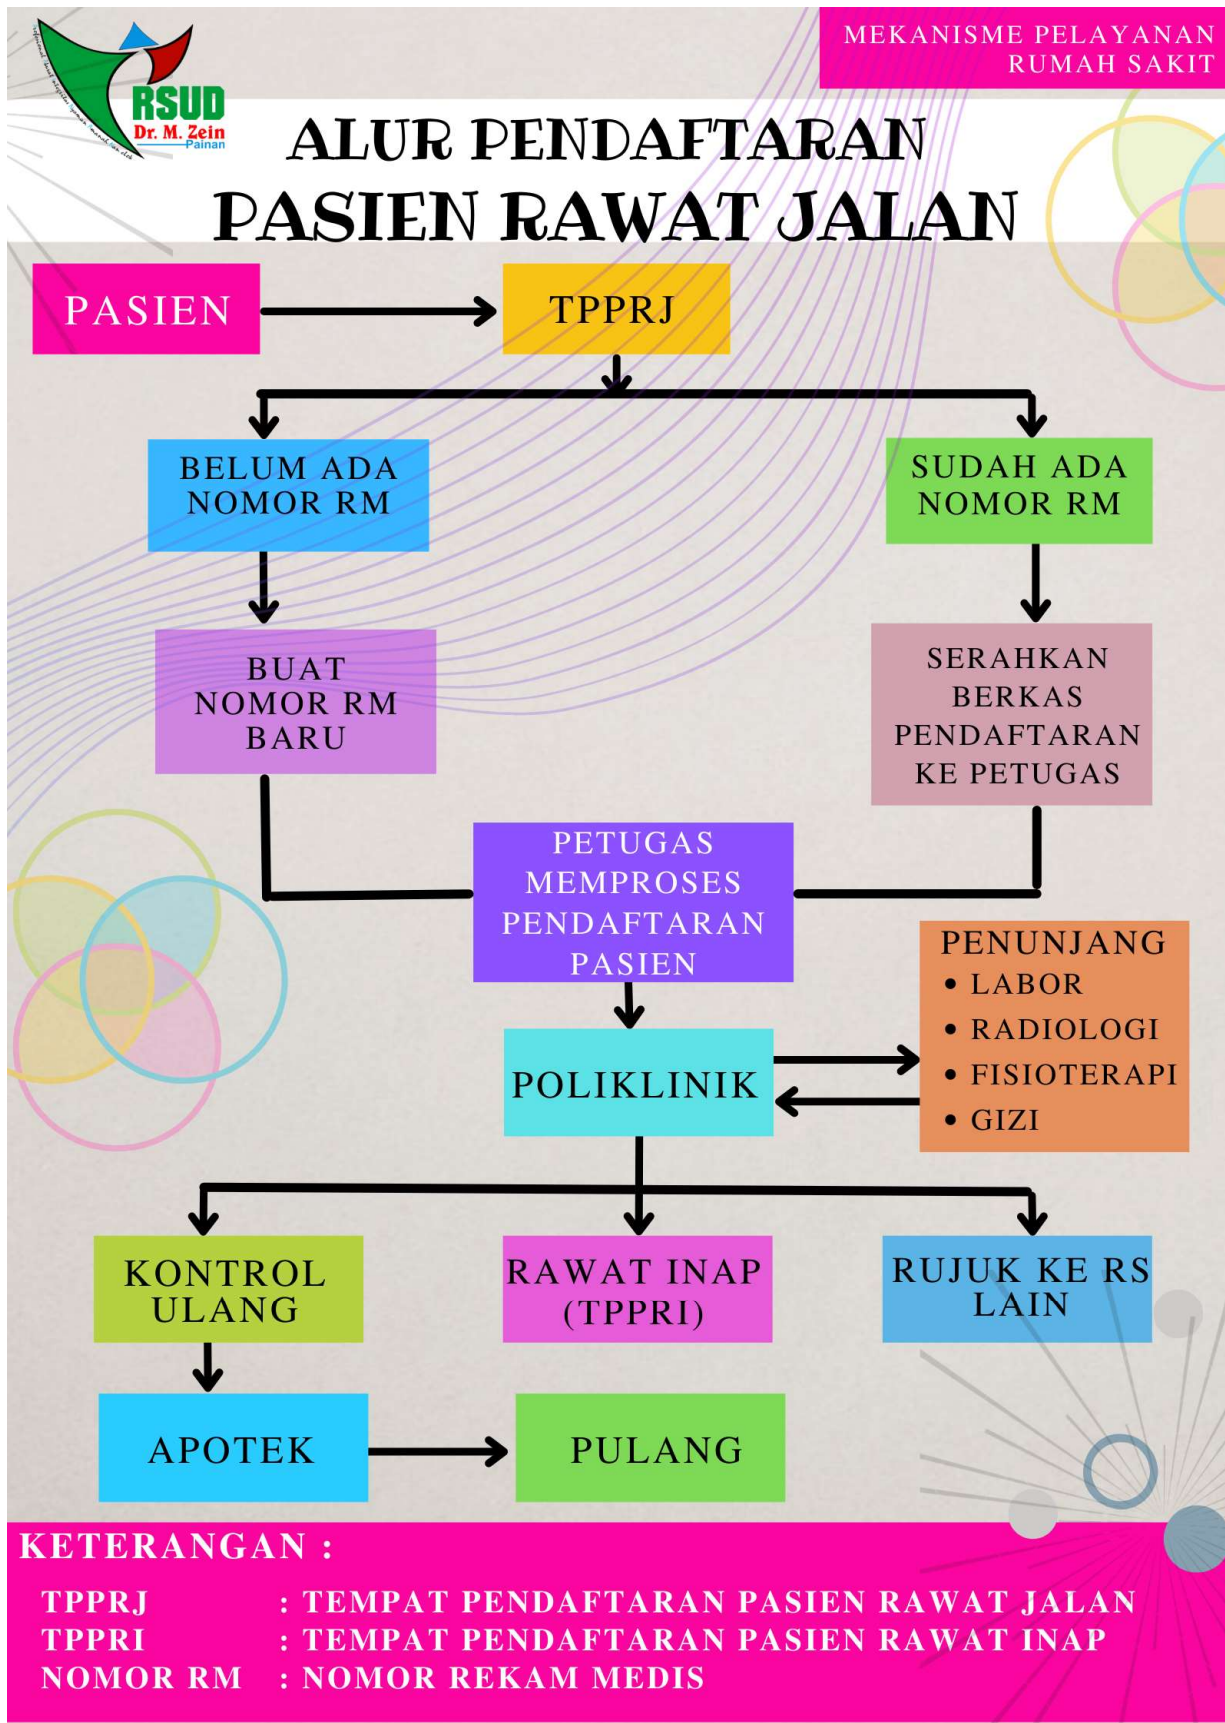 MEKANISME PELAYANAN
RUMAH SAKIT
RSUD
Dr. M. Zein
Painan
ALUR PENDAFTARAN
PASIEN RAWAT JALAN
PASIEN
TPPRJ
BELUM ADA
NOMOR RM
SUDAH ADA
NOMOR RM
BUAT
NOMOR RM
BARU
SERAHKAN
BERKAS
PENDAFTARAN
KE PETUGAS
PETUGAS
MEMPROSES
PENDAFTARAN
PASIEN
PENUNJANG
• LABOR
• RADIOLOGI
• FISIOTERAPI
• GIZI
POLIKLINIK
KONTROL
ULANG
RAWAT INAP
(TPPRI)
RUJUK KE RS
LAIN
APOTEK
PULANG
KETERANGAN :
TPPRJ : TEMPAT PENDAFTARAN PASIEN RAWAT JALAN
TPPRI : TEMPAT PENDAFTARAN PASIEN RAWAT INAP
NOMOR RM : NOMOR REKAM MEDIS